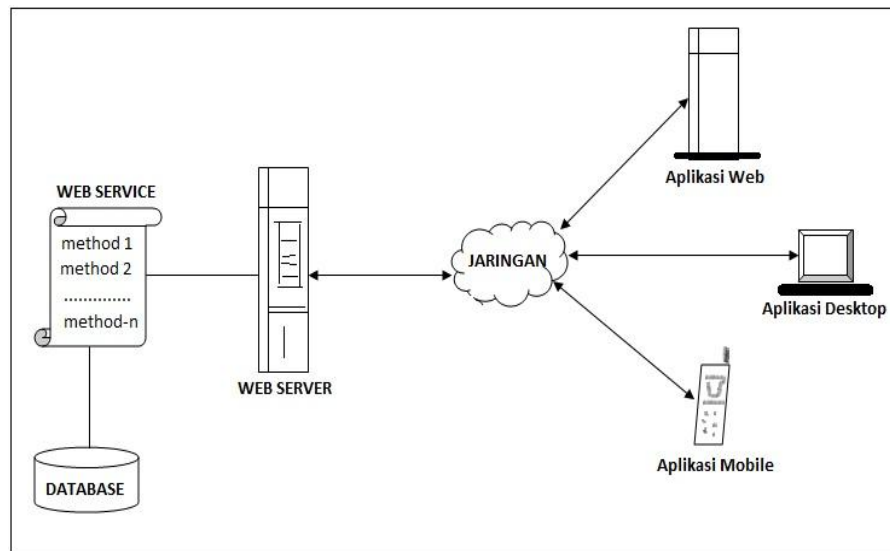 WEB SERVICE
method 1
method 2
..............
method-n
DATABASE
WEB SERVER
JARINGAN
Aplikasi Web
Aplikasi Desktop
Aplikasi Mobile